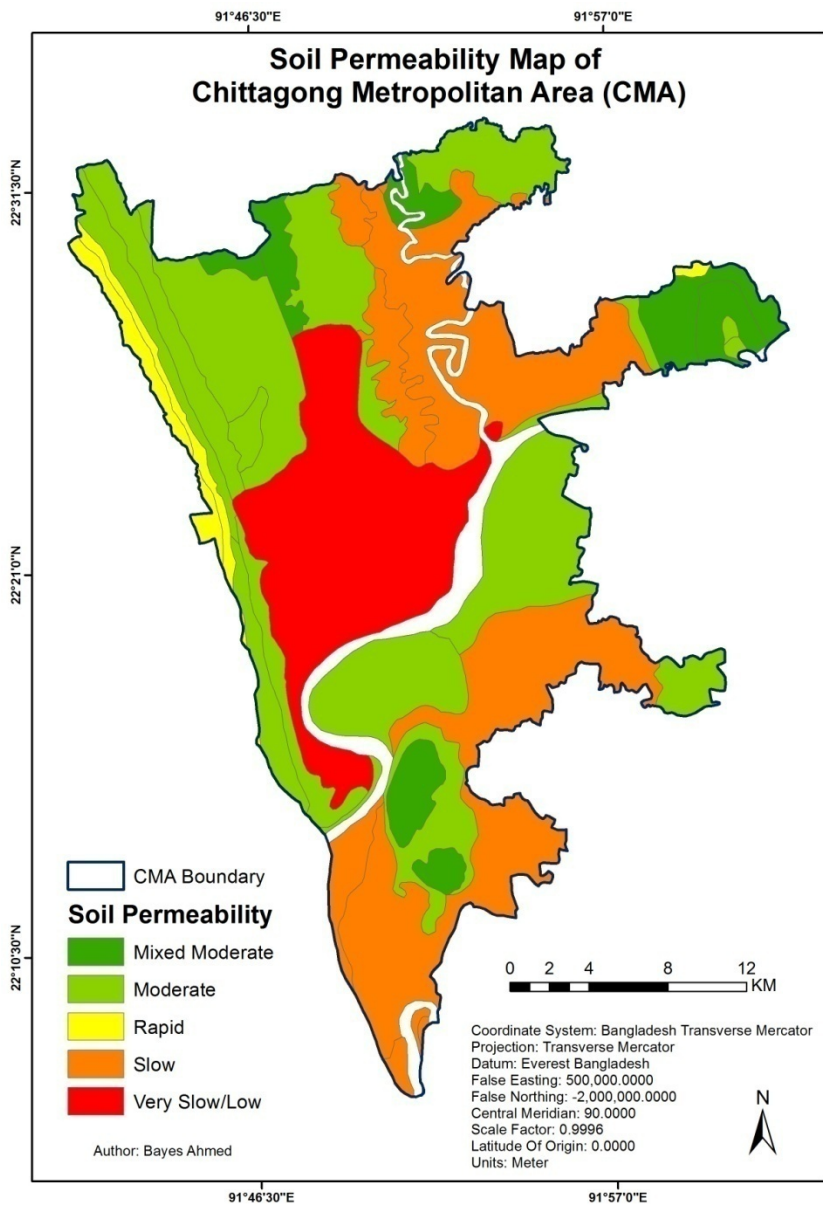 91°46'30"E 91°57'0"E
Soil Permeability Map of
Chittagong Metropolitan Area (CMA)
22°31'30"N
22°21'0"N
22°10'30"N
CMA Boundary
Soil Permeability
Mixed Moderate
Moderate
Rapid
Slow
Very Slow/Low
Author: Bayes Ahmed
0 2 4 8 12
KM
Coordinate System: Bangladesh Transverse Mercator
Projection: Transverse Mercator
Datum: Everest Bangladesh
False Easting: 500,000.0000
False Northing: -2,000,000.0000
Central Meridian: 90.0000
Scale Factor: 0.9996
Latitude Of Origin: 0.0000
Units: Meter
N
91°46'30"E 91°57'0"E